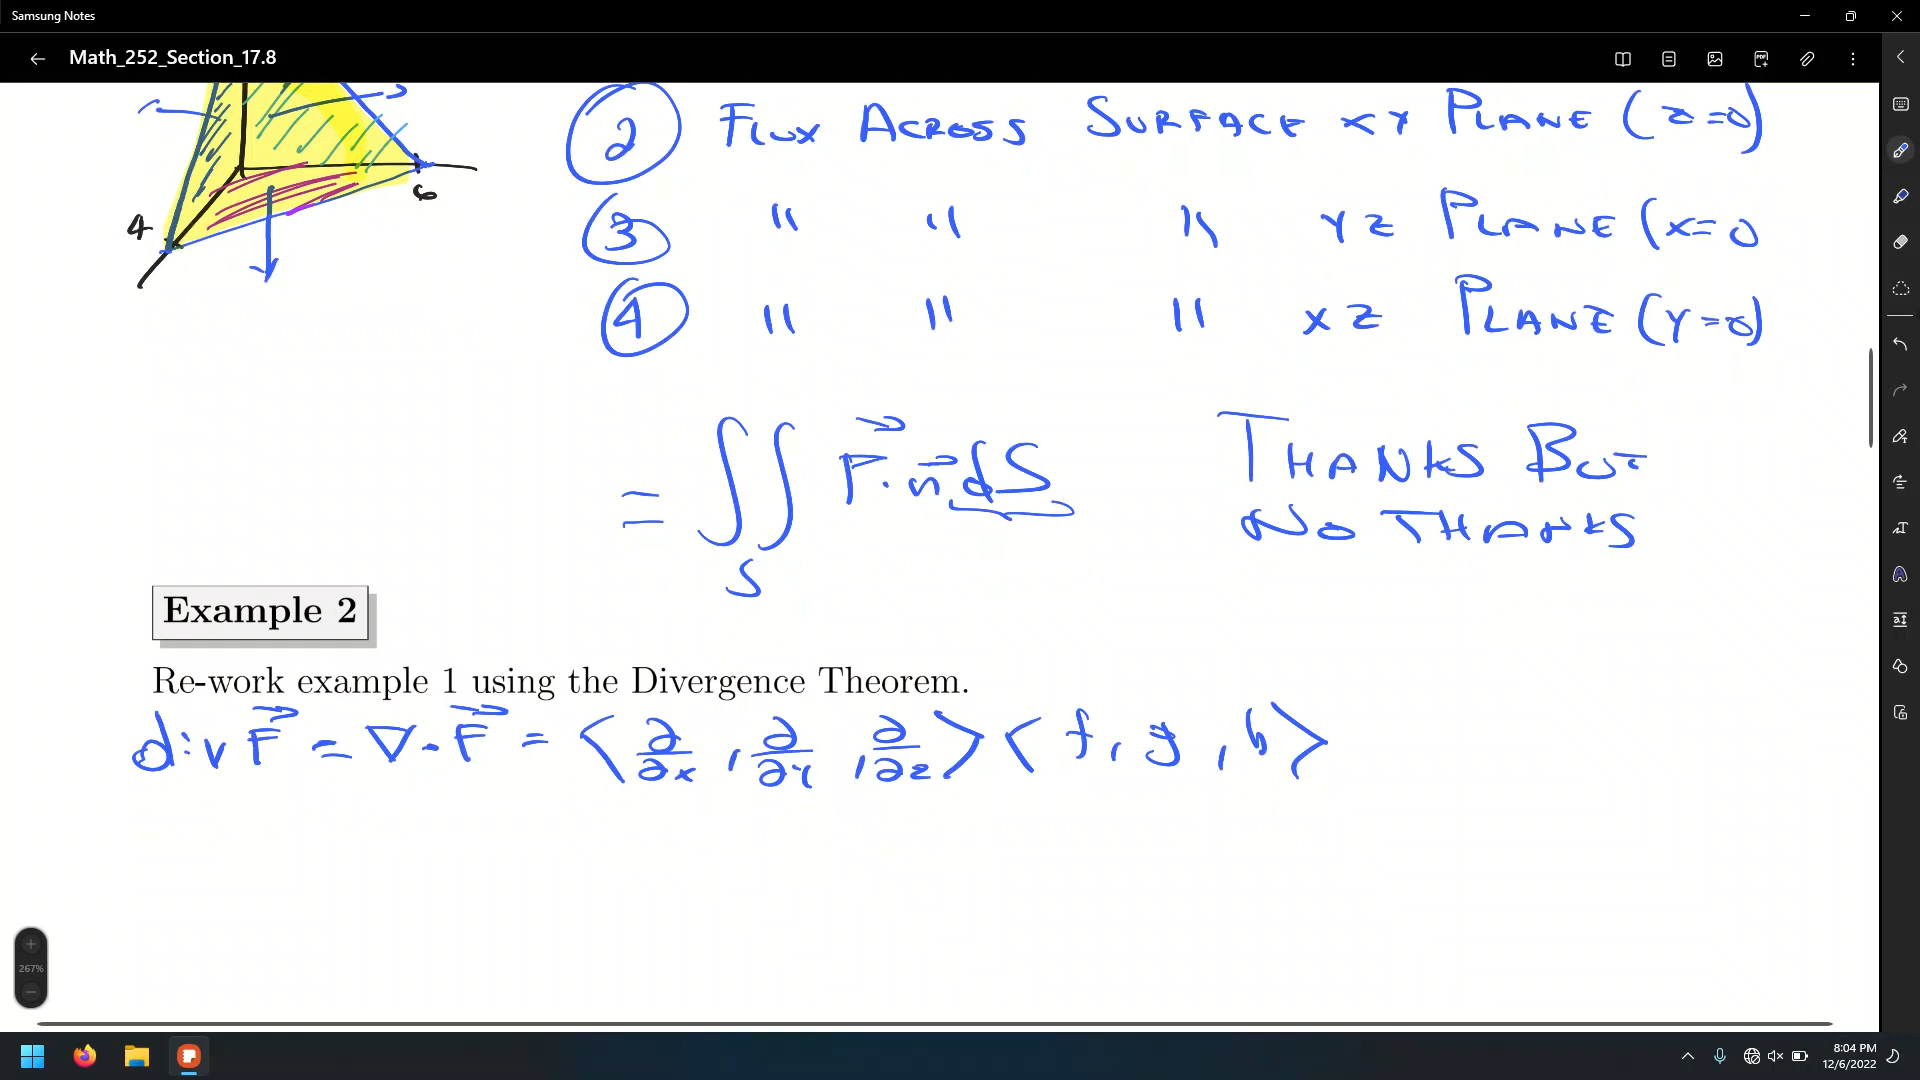 Samsung Notes
Math_252_Section_17.8
2 FLUX ACROSS SURFACE XY PLANE (z=0)
3 " " " YZ PLANE (x=0
4 " " " XZ PLANE (Y=0)
4
6
= ∬ F⃗ · n⃗ dS
S
THANKS BUT
NO THANKS
Example 2
Re-work example 1 using the Divergence Theorem.
div F⃗ = ∇ · F⃗ = ⟨ ∂/∂x , ∂/∂y , ∂/∂z ⟩ ⟨ f, g, h ⟩
267%
8:04 PM
12/6/2022